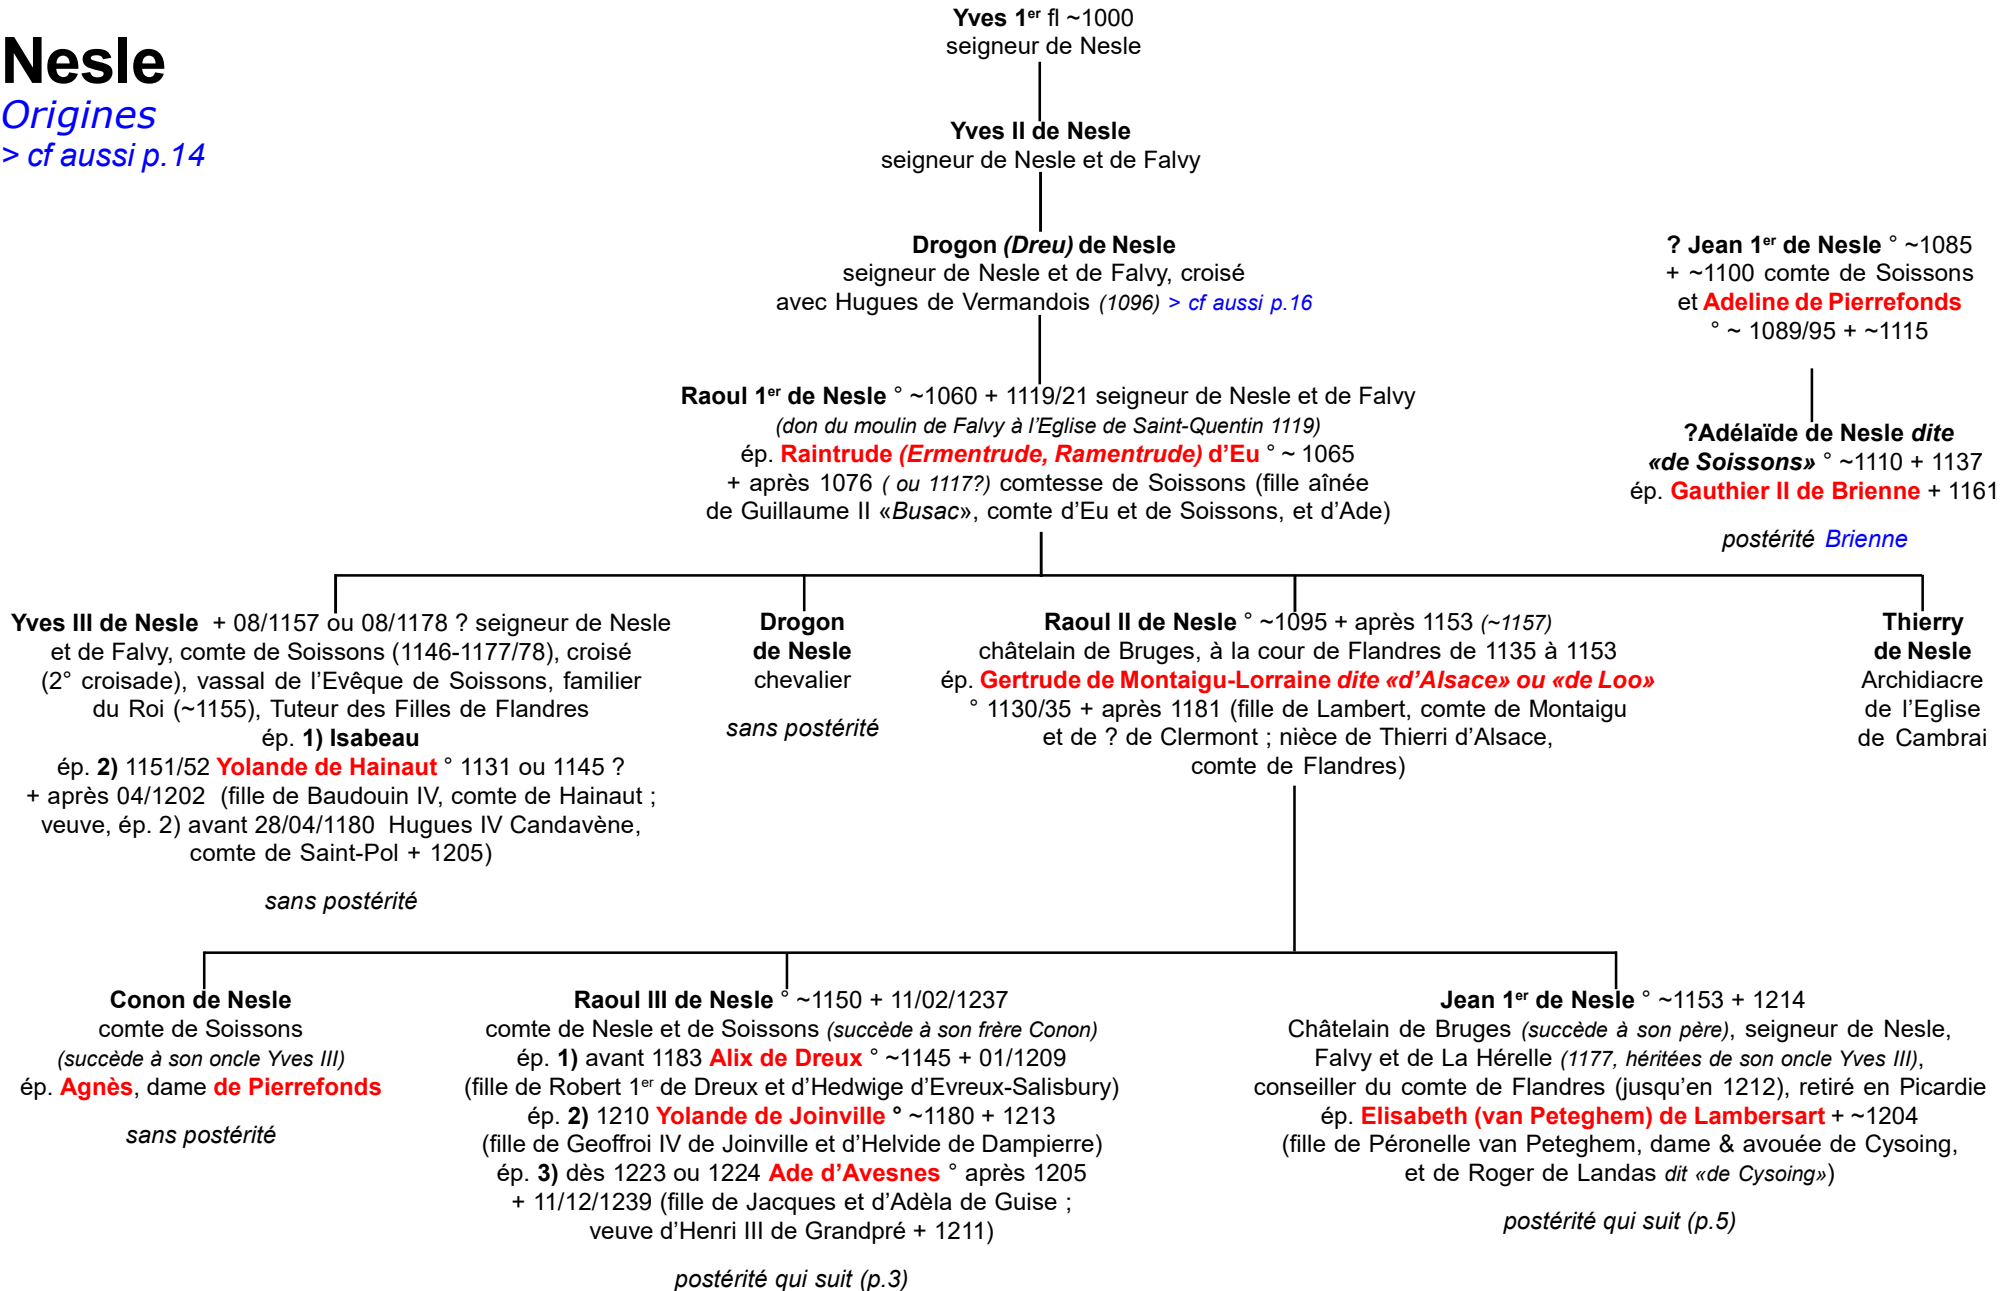 Nesle
Origines
> cf aussi p.14
Yves 1er fl ~1000
seigneur de Nesle
Yves II de Nesle
seigneur de Nesle et de Falvy
Drogon (Dreu) de Nesle
seigneur de Nesle et de Falvy, croisé
avec Hugues de Vermandois (1096) > cf aussi p.16
? Jean 1er de Nesle ° ~1085
+ ~1100 comte de Soissons
et Adeline de Pierrefonds
° ~ 1089/95 + ~1115
Raoul 1er de Nesle ° ~1060 + 1119/21 seigneur de Nesle et de Falvy
(don du moulin de Falvy à l'Eglise de Saint-Quentin 1119)
ép. Raintrude (Ermentrude, Ramentrude) d'Eu ° ~ 1065
+ après 1076 ( ou 1117?) comtesse de Soissons (fille aînée
de Guillaume II «Busac», comte d'Eu et de Soissons, et d'Ade)
?Adélaïde de Nesle dite
«de Soissons» ° ~1110 + 1137
ép. Gauthier II de Brienne + 1161
postérité Brienne
Yves III de Nesle + 08/1157 ou 08/1178 ? seigneur de Nesle
et de Falvy, comte de Soissons (1146-1177/78), croisé
(2° croisade), vassal de l'Evêque de Soissons, familier
du Roi (~1155), Tuteur des Filles de Flandres
ép. 1) Isabeau
ép. 2) 1151/52 Yolande de Hainaut ° 1131 ou 1145 ?
+ après 04/1202 (fille de Baudouin IV, comte de Hainaut ;
veuve, ép. 2) avant 28/04/1180 Hugues IV Candavène,
comte de Saint-Pol + 1205)
sans postérité
Drogon
de Nesle
chevalier
sans postérité
Raoul II de Nesle ° ~1095 + après 1153 (~1157)
châtelain de Bruges, à la cour de Flandres de 1135 à 1153
ép. Gertrude de Montaigu-Lorraine dite «d'Alsace» ou «de Loo»
° 1130/35 + après 1181 (fille de Lambert, comte de Montaigu
et de ? de Clermont ; nièce de Thierri d'Alsace,
comte de Flandres)
Thierry
de Nesle
Archidiacre
de l'Eglise
de Cambrai
Conon de Nesle
comte de Soissons
(succède à son oncle Yves III)
ép. Agnès, dame de Pierrefonds
sans postérité
Raoul III de Nesle ° ~1150 + 11/02/1237
comte de Nesle et de Soissons (succède à son frère Conon)
ép. 1) avant 1183 Alix de Dreux ° ~1145 + 01/1209
(fille de Robert 1er de Dreux et d'Hedwige d'Evreux-Salisbury)
ép. 2) 1210 Yolande de Joinville ° ~1180 + 1213
(fille de Geoffroi IV de Joinville et d'Helvide de Dampierre)
ép. 3) dès 1223 ou 1224 Ade d'Avesnes ° après 1205
+ 11/12/1239 (fille de Jacques et d'Adèla de Guise ;
veuve d'Henri III de Grandpré + 1211)
postérité qui suit (p.3)
Jean 1er de Nesle ° ~1153 + 1214
Châtelain de Bruges (succède à son père), seigneur de Nesle,
Falvy et de La Hérelle (1177, héritées de son oncle Yves III),
conseiller du comte de Flandres (jusqu'en 1212), retiré en Picardie
ép. Elisabeth (van Peteghem) de Lambersart + ~1204
(fille de Péronelle van Peteghem, dame & avouée de Cysoing,
et de Roger de Landas dit «de Cysoing»)
postérité qui suit (p.5)